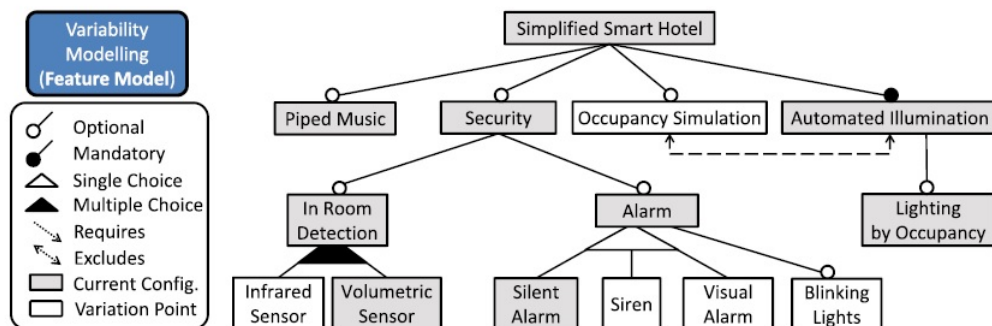 Variability
Modelling
(Feature Model)
Optional
Mandatory
Single Choice
Multiple Choice
Requires
Excludes
Current Config.
Variation Point
Simplified Smart Hotel
Piped Music
Security
Occupancy Simulation
Automated Illumination
In Room
Detection
Alarm
Lighting
by Occupancy
Infrared
Sensor
Volumetric
Sensor
Silent
Alarm
Siren
Visual
Alarm
Blinking
Lights